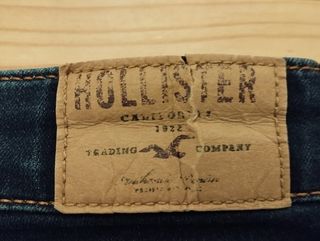 HOLLISTER
CALIFORNIA
1922
TRADING COMPANY